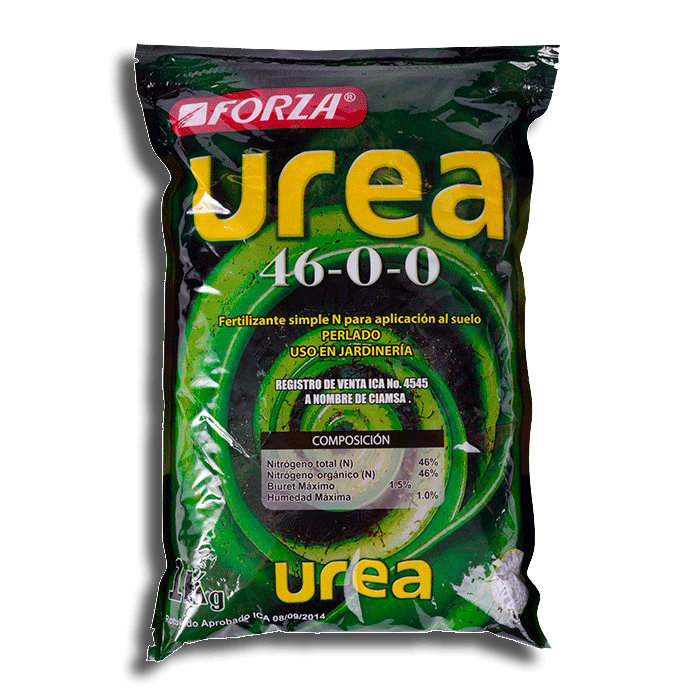 FORZA®
urea
46-0-0
Fertilizante simple N para aplicación al suelo
PERLADO
USO EN JARDINERÍA
REGISTRO DE VENTA ICA No. 4545
A NOMBRE DE CIAMSA .
COMPOSICIÓN
Nitrógeno total (N) 46%
Nitrógeno orgánico (N) 46%
Biuret Máximo 1.5%
Humedad Máxima 1.0%
urea
1Kg
Rotulado Aprobado ICA 08/09/2014